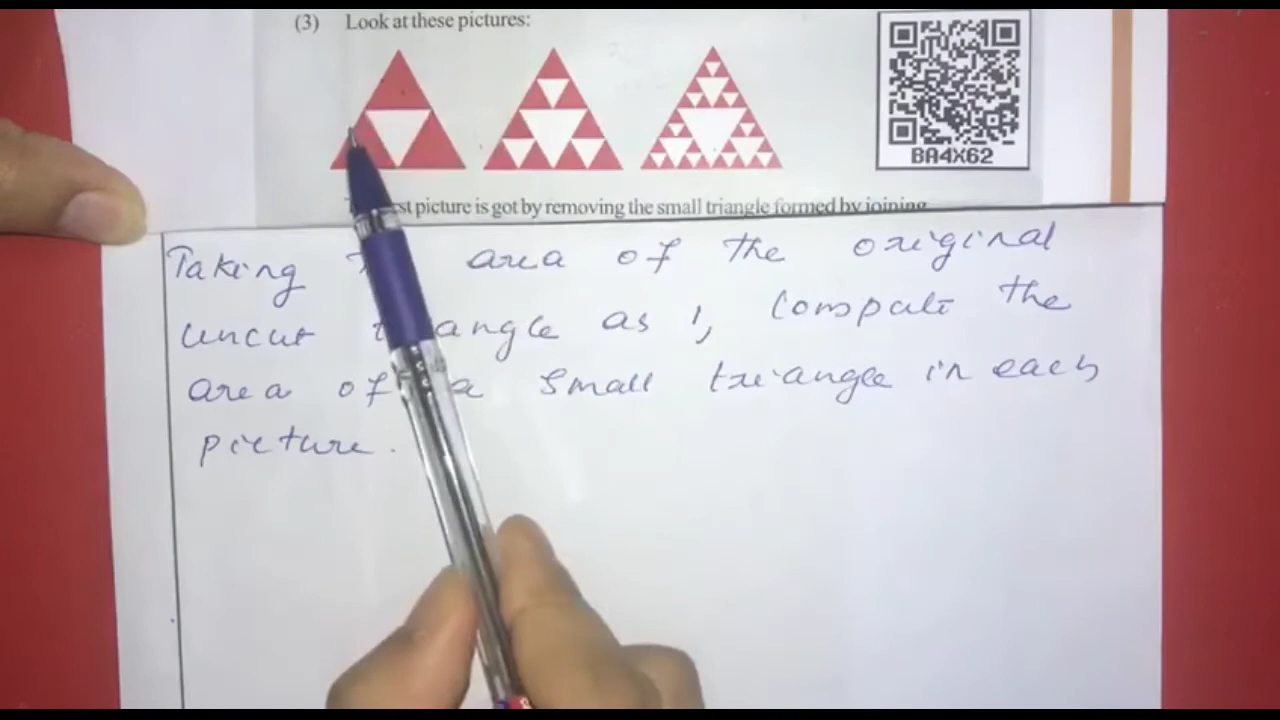 (3) Look at these pictures:
BA4X62
st picture is got by removing the small triangle formed by joining
Taking area of the original
uncut angle as 1, compute the
area of a small triangle in each
picture.